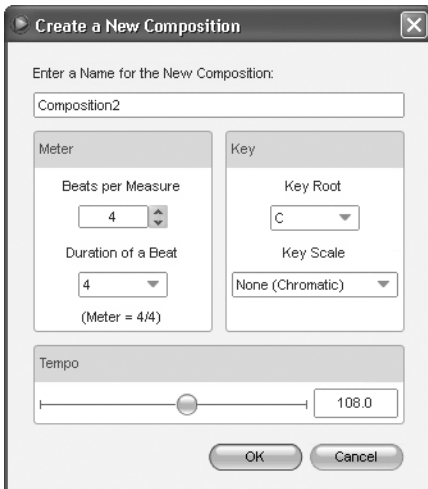 Create a New Composition
Enter a Name for the New Composition:
Composition2
Meter
Beats per Measure
4
Duration of a Beat
4
(Meter = 4/4)
Key
Key Root
C
Key Scale
None (Chromatic)
Tempo
108.0
OK
Cancel